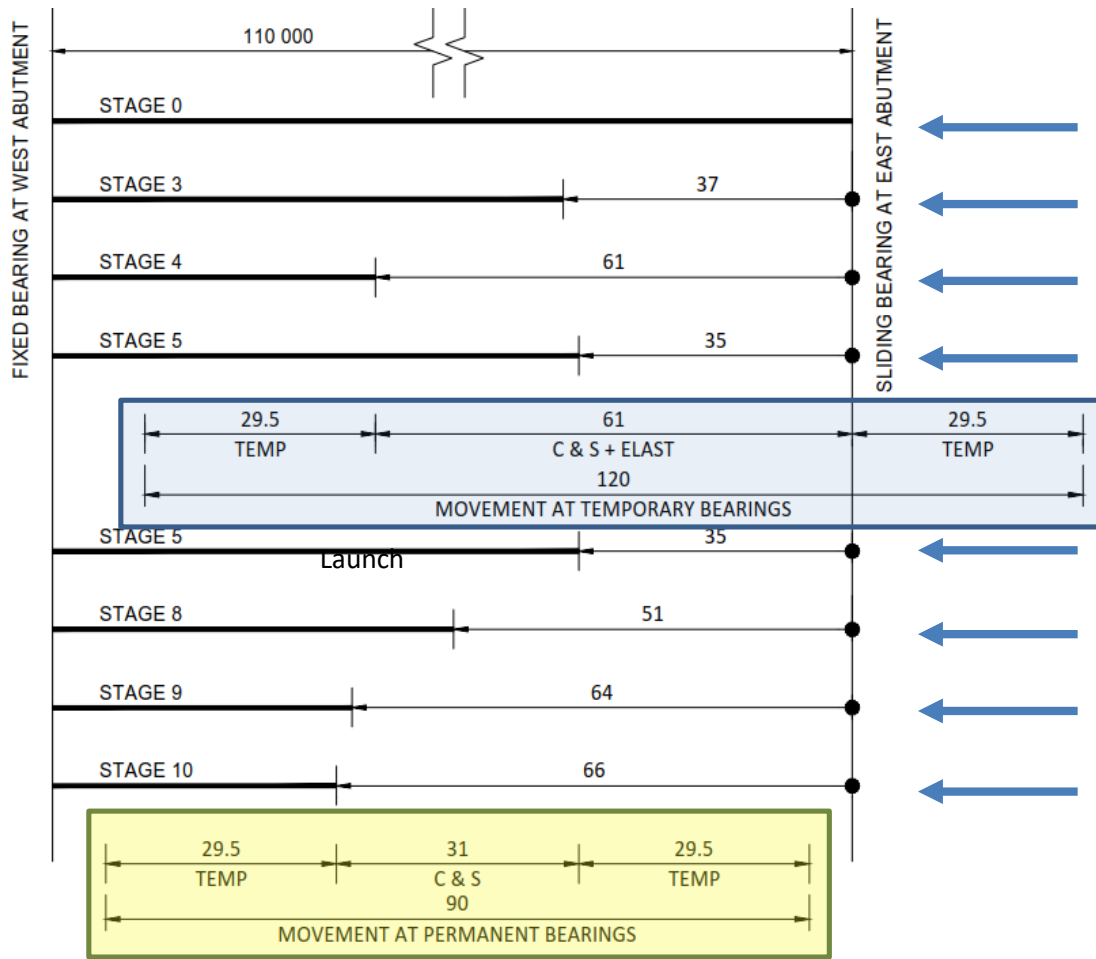 FIXED BEARING AT WEST ABUTMENT
SLIDING BEARING AT EAST ABUTMENT
110 000
STAGE 0
STAGE 3
37
STAGE 4
61
STAGE 5
35
29.5
61
29.5
TEMP
C & S + ELAST
TEMP
120
MOVEMENT AT TEMPORARY BEARINGS
STAGE 5
35
Launch
STAGE 8
51
STAGE 9
64
STAGE 10
66
29.5
31
29.5
TEMP
C & S
TEMP
90
MOVEMENT AT PERMANENT BEARINGS